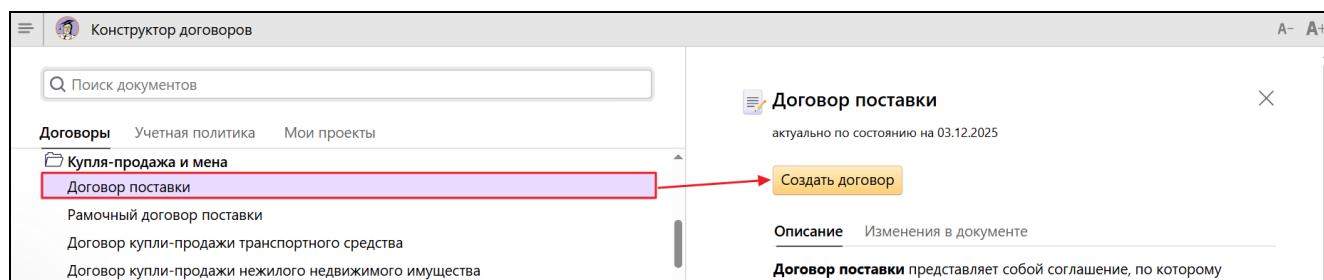 Конструктор договоров
A- A+
Поиск документов
Договоры Учетная политика Мои проекты
Купля-продажа и мена
Договор поставки
Рамочный договор поставки
Договор купли-продажи транспортного средства
Договор купли-продажи нежилого недвижимого имущества
Договор поставки
актуально по состоянию на 03.12.2025
Создать договор
Описание Изменения в документе
Договор поставки представляет собой соглашение, по которому